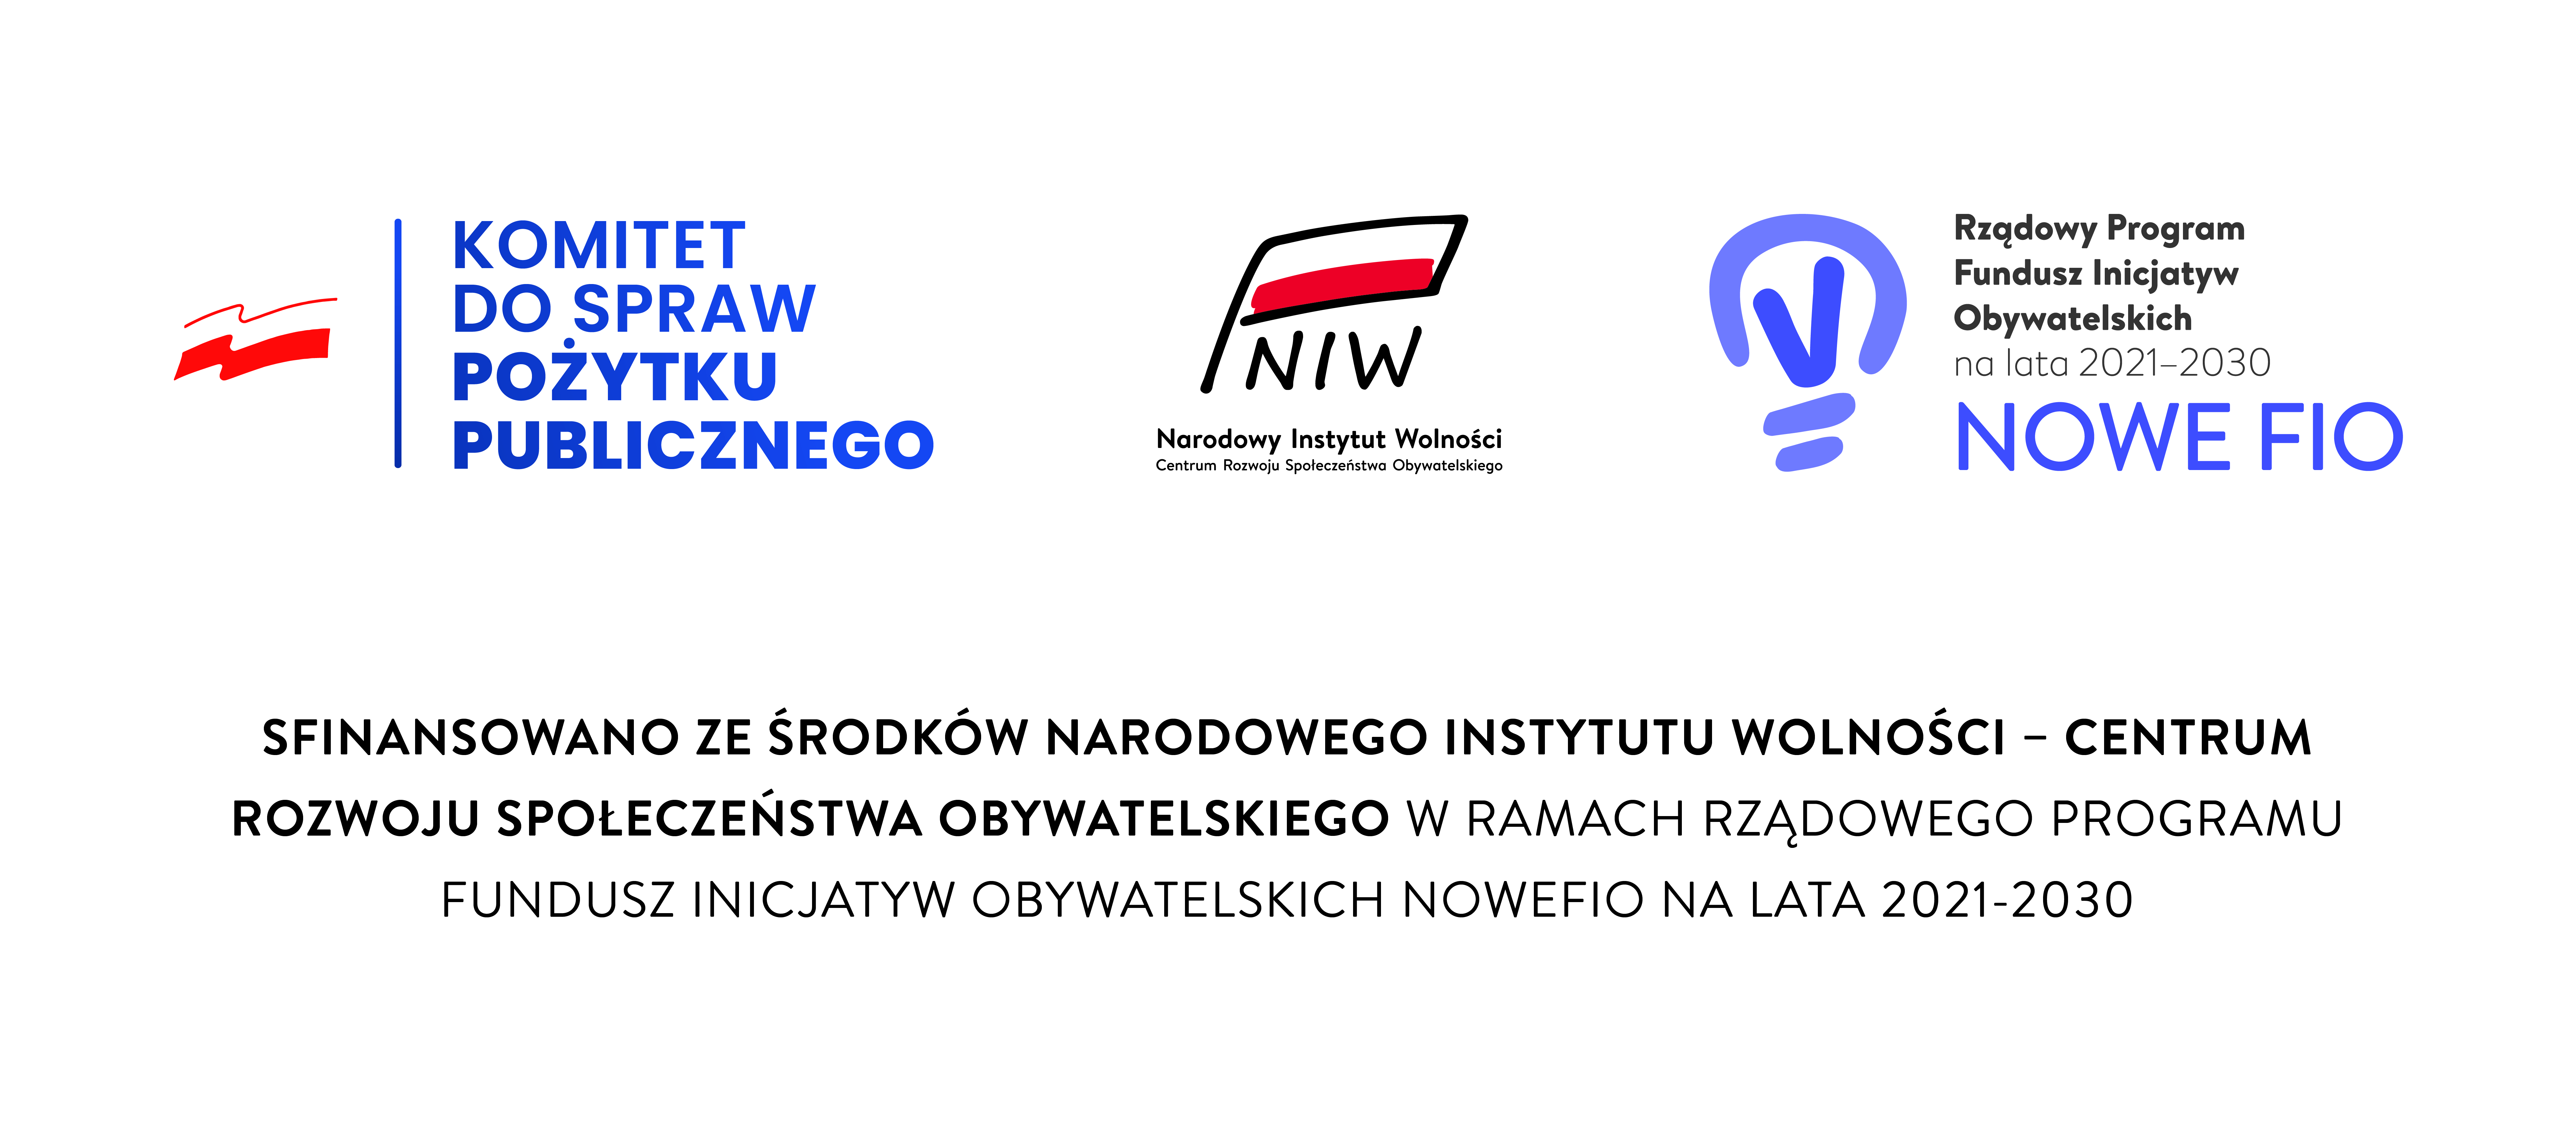 KOMITET
DO SPRAW
POŻYTKU
PUBLICZNEGO
NIW
Narodowy Instytut Wolności
Centrum Rozwoju Społeczeństwa Obywatelskiego
Rządowy Program
Fundusz Inicjatyw
Obywatelskich
na lata 2021–2030
NOWE FIO
SFINANSOWANO ZE ŚRODKÓW NARODOWEGO INSTYTUTU WOLNOŚCI – CENTRUM
ROZWOJU SPOŁECZEŃSTWA OBYWATELSKIEGO W RAMACH RZĄDOWEGO PROGRAMU
FUNDUSZ INICJATYW OBYWATELSKICH NOWEFIO NA LATA 2021-2030